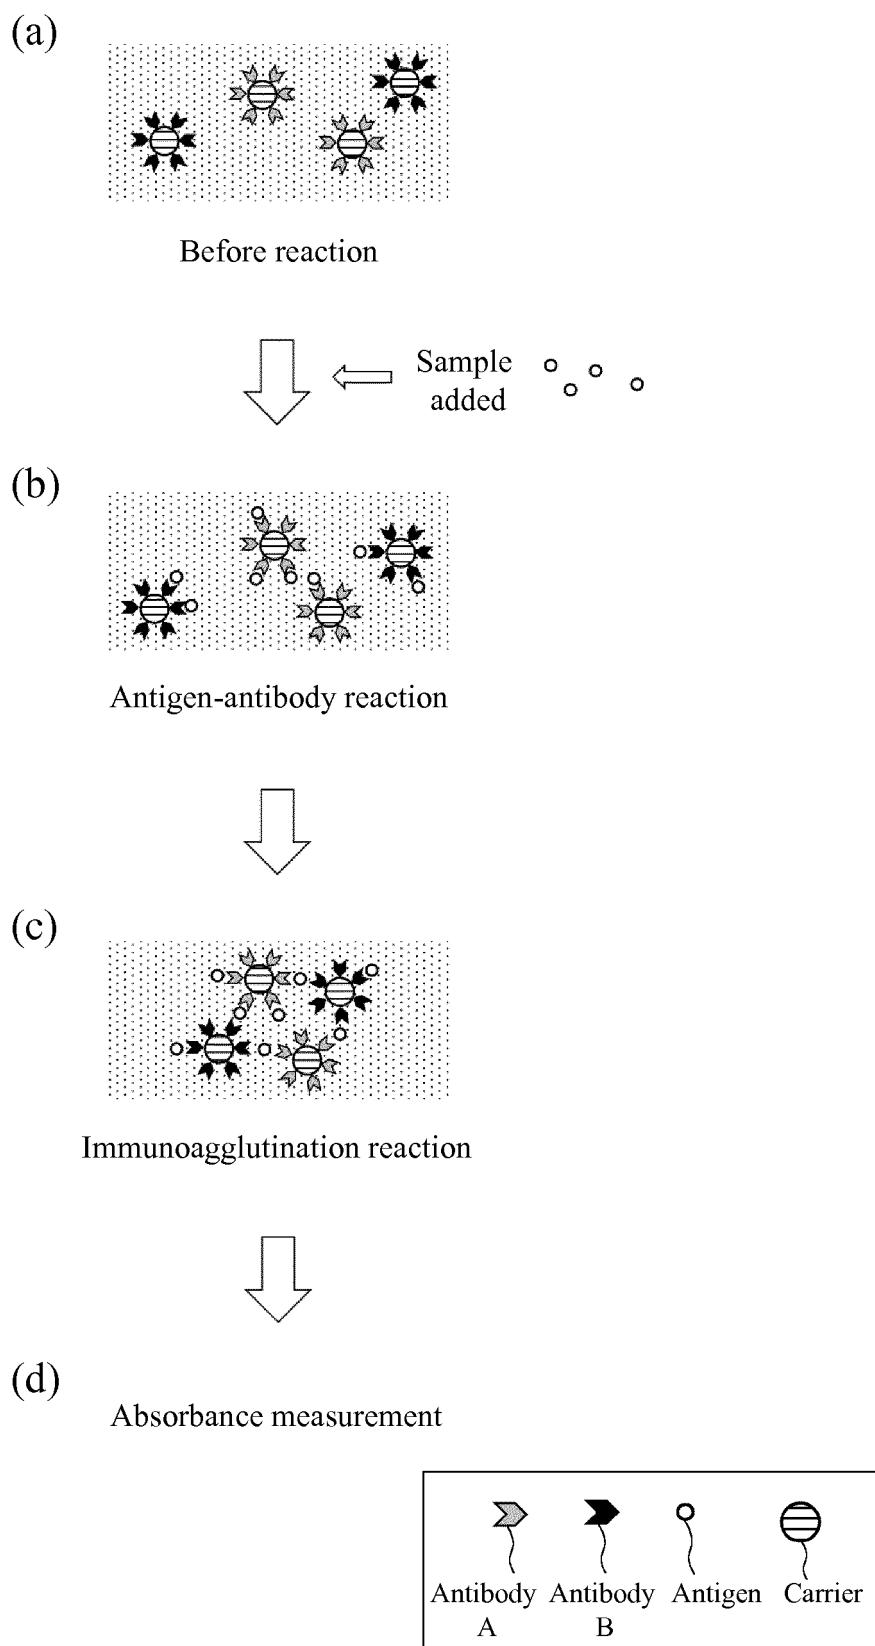 (a)
Before reaction
Sample
added
(b)
Antigen-antibody reaction
(c)
Immunoagglutination reaction
(d)
Absorbance measurement
Antibody
A
Antibody
B
Antigen
Carrier